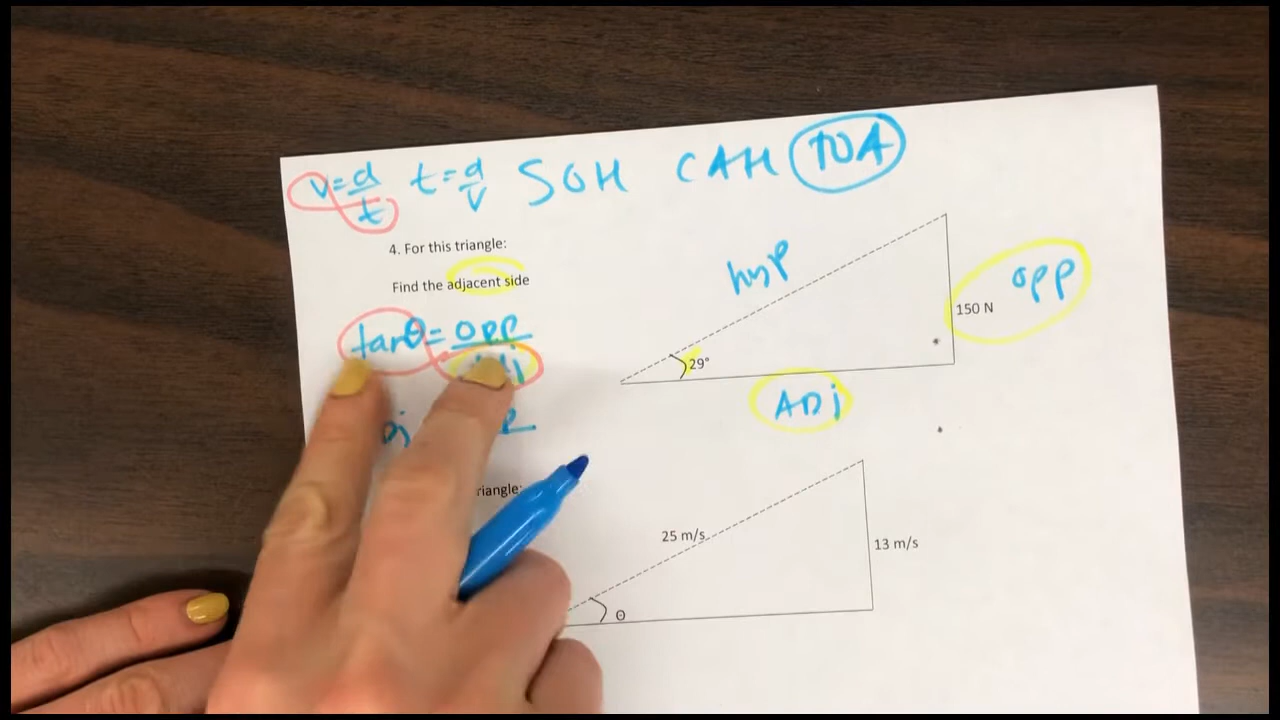 v=d/t t=d/v SOH CAH TOA
4. For this triangle:
Find the adjacent side
tanθ=opp
hyp
opp
150 N
29°
ADj
25 m/s
13 m/s
θ